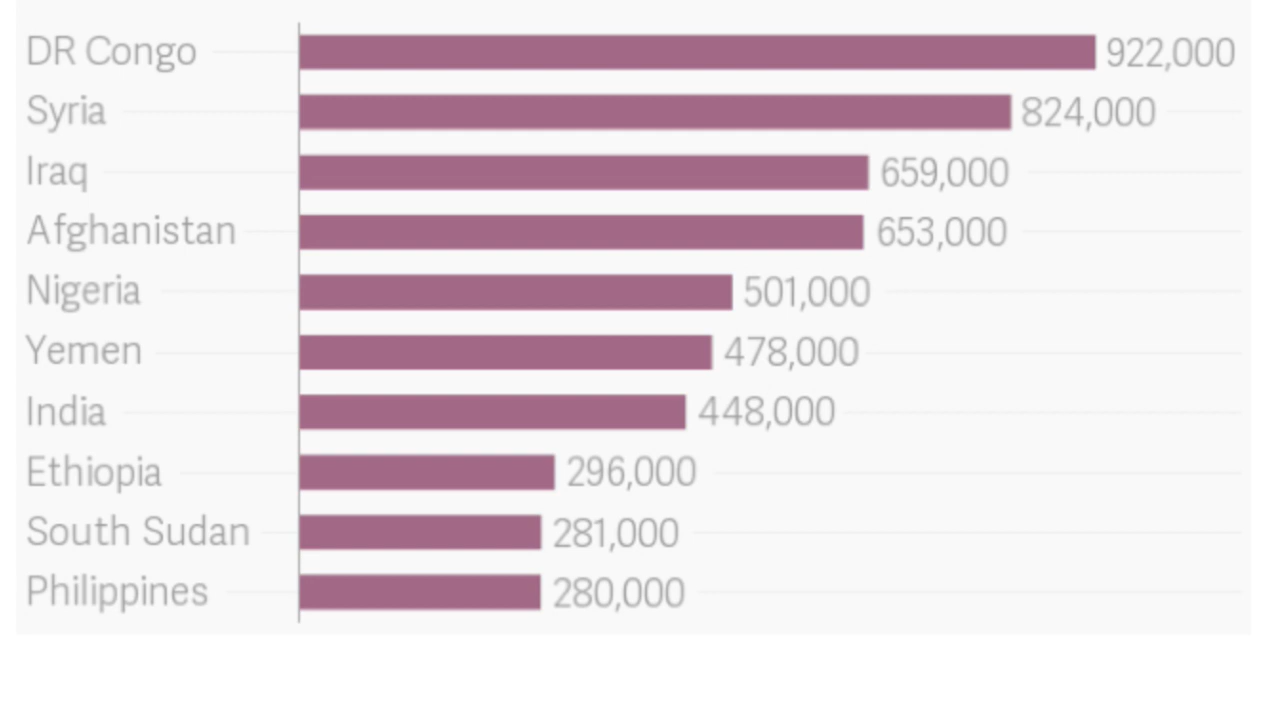 DR Congo 922,000
Syria 824,000
Iraq 659,000
Afghanistan 653,000
Nigeria 501,000
Yemen 478,000
India 448,000
Ethiopia 296,000
South Sudan 281,000
Philippines 280,000